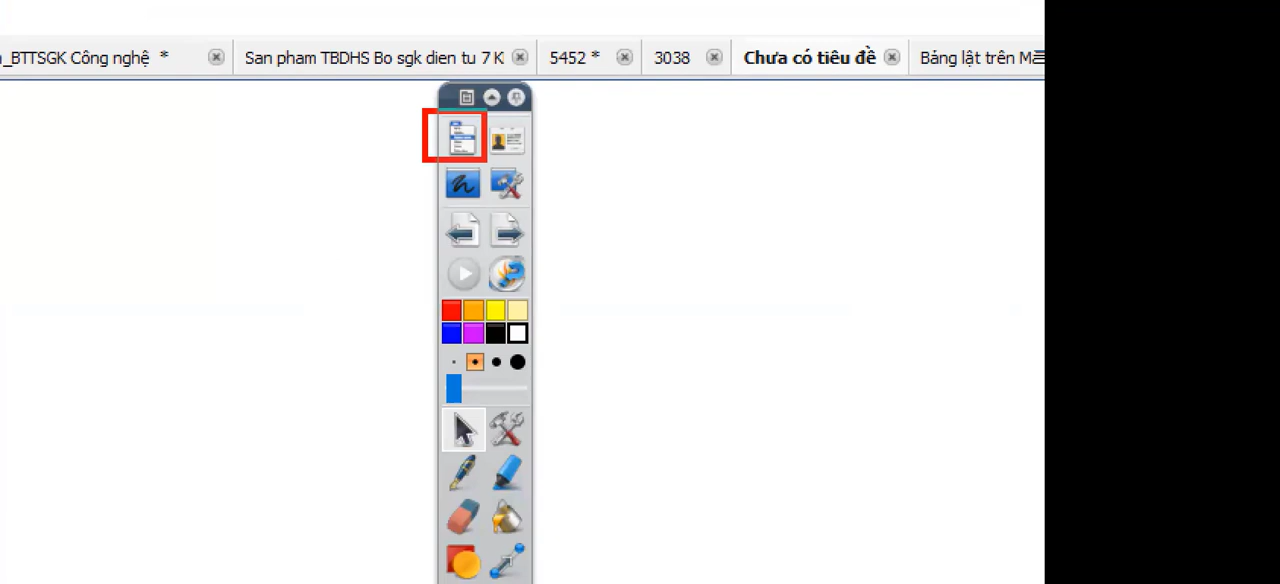 _BTTSGK Công nghệ * San pham TBDHS Bo sgk dien tu 7 K 5452 * 3038 Chưa có tiêu đề Bảng lật trên